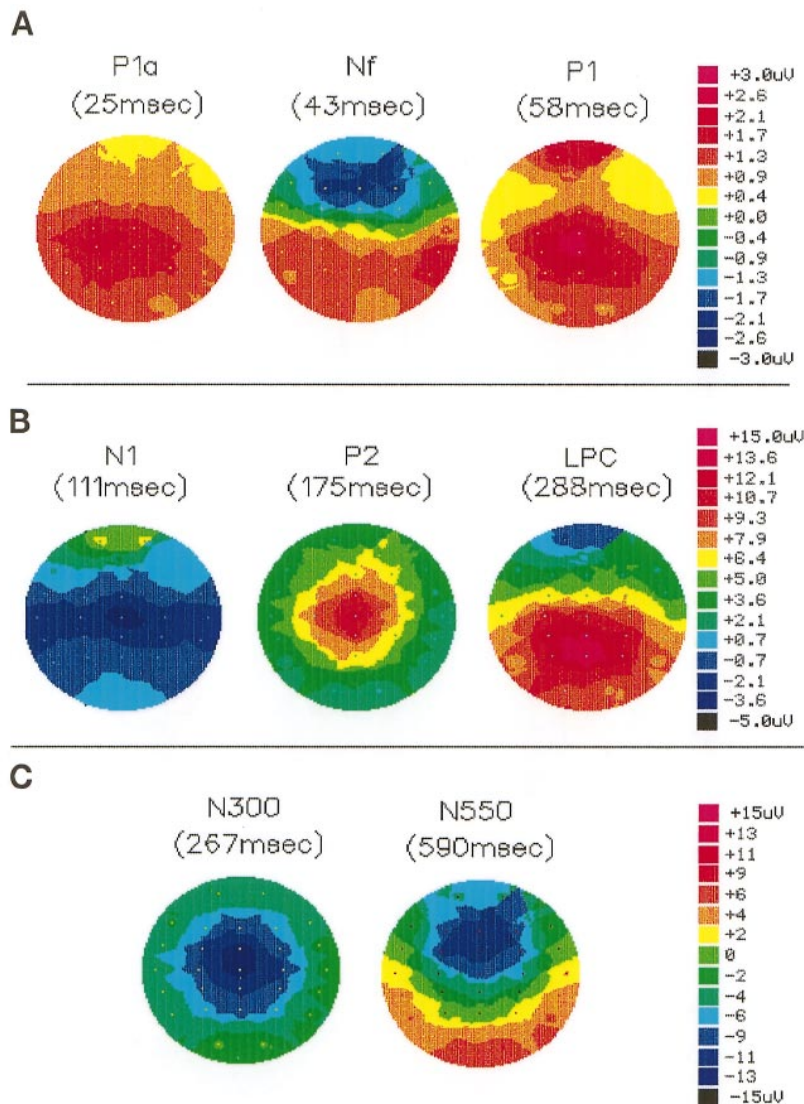 A
P1a
(25msec)
Nf
(43msec)
P1
(58msec)
+3.0uV
+2.6
+2.1
+1.7
+1.3
+0.9
+0.4
+0.0
-0.4
-0.9
-1.3
-1.7
-2.1
-2.6
-3.0uV
B
N1
(111msec)
P2
(175msec)
LPC
(288msec)
+15.0uV
+13.6
+12.1
+10.7
+9.3
+7.9
+6.4
+5.0
+3.6
+2.1
+0.7
-0.7
-2.1
-3.6
-5.0uV
C
N300
(267msec)
N550
(590msec)
+15uV
+13
+11
+9
+6
+4
+2
0
-2
-4
-6
-9
-11
-13
-15uV